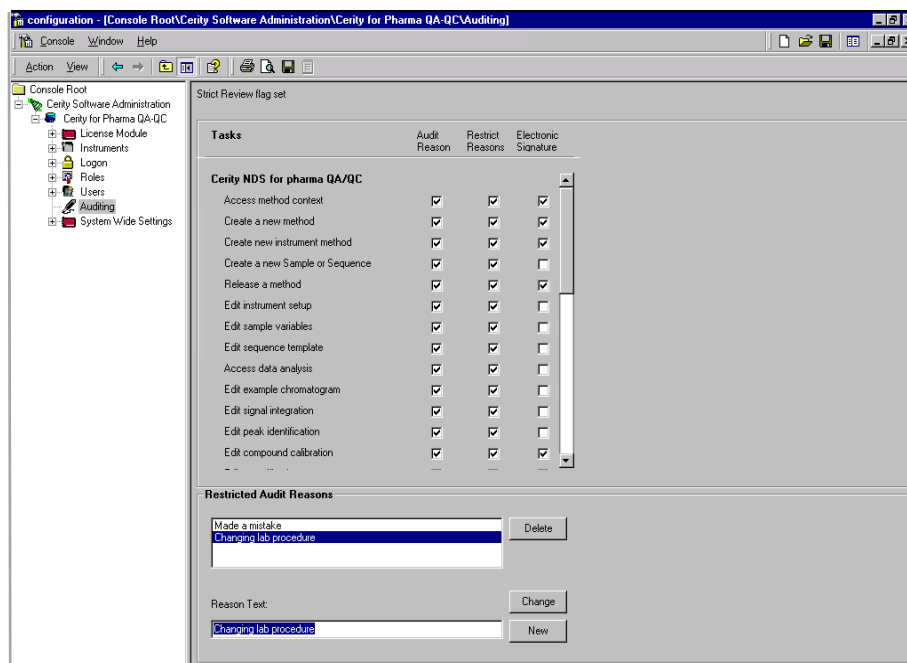 configuration - [Console Root\Cerity Software Administration\Cerity for Pharma QA-QC\Auditing]
Console Window Help
Action View
Console Root
Cerity Software Administration
Cerity for Pharma QA-QC
License Module
Instruments
Logon
Roles
Users
Auditing
System Wide Settings
Strict Review flag set
Tasks Audit Reason Restrict Reasons Electronic Signature
Cerity NDS for pharma QA/QC
Access method context
Create a new method
Create new instrument method
Create a new Sample or Sequence
Release a method
Edit instrument setup
Edit sample variables
Edit sequence template
Access data analysis
Edit example chromatogram
Edit signal integration
Edit peak identification
Edit compound calibration
Restricted Audit Reasons
Made a mistake
Changing lab procedure
Delete
Reason Text:
Change
Changing lab procedure
New